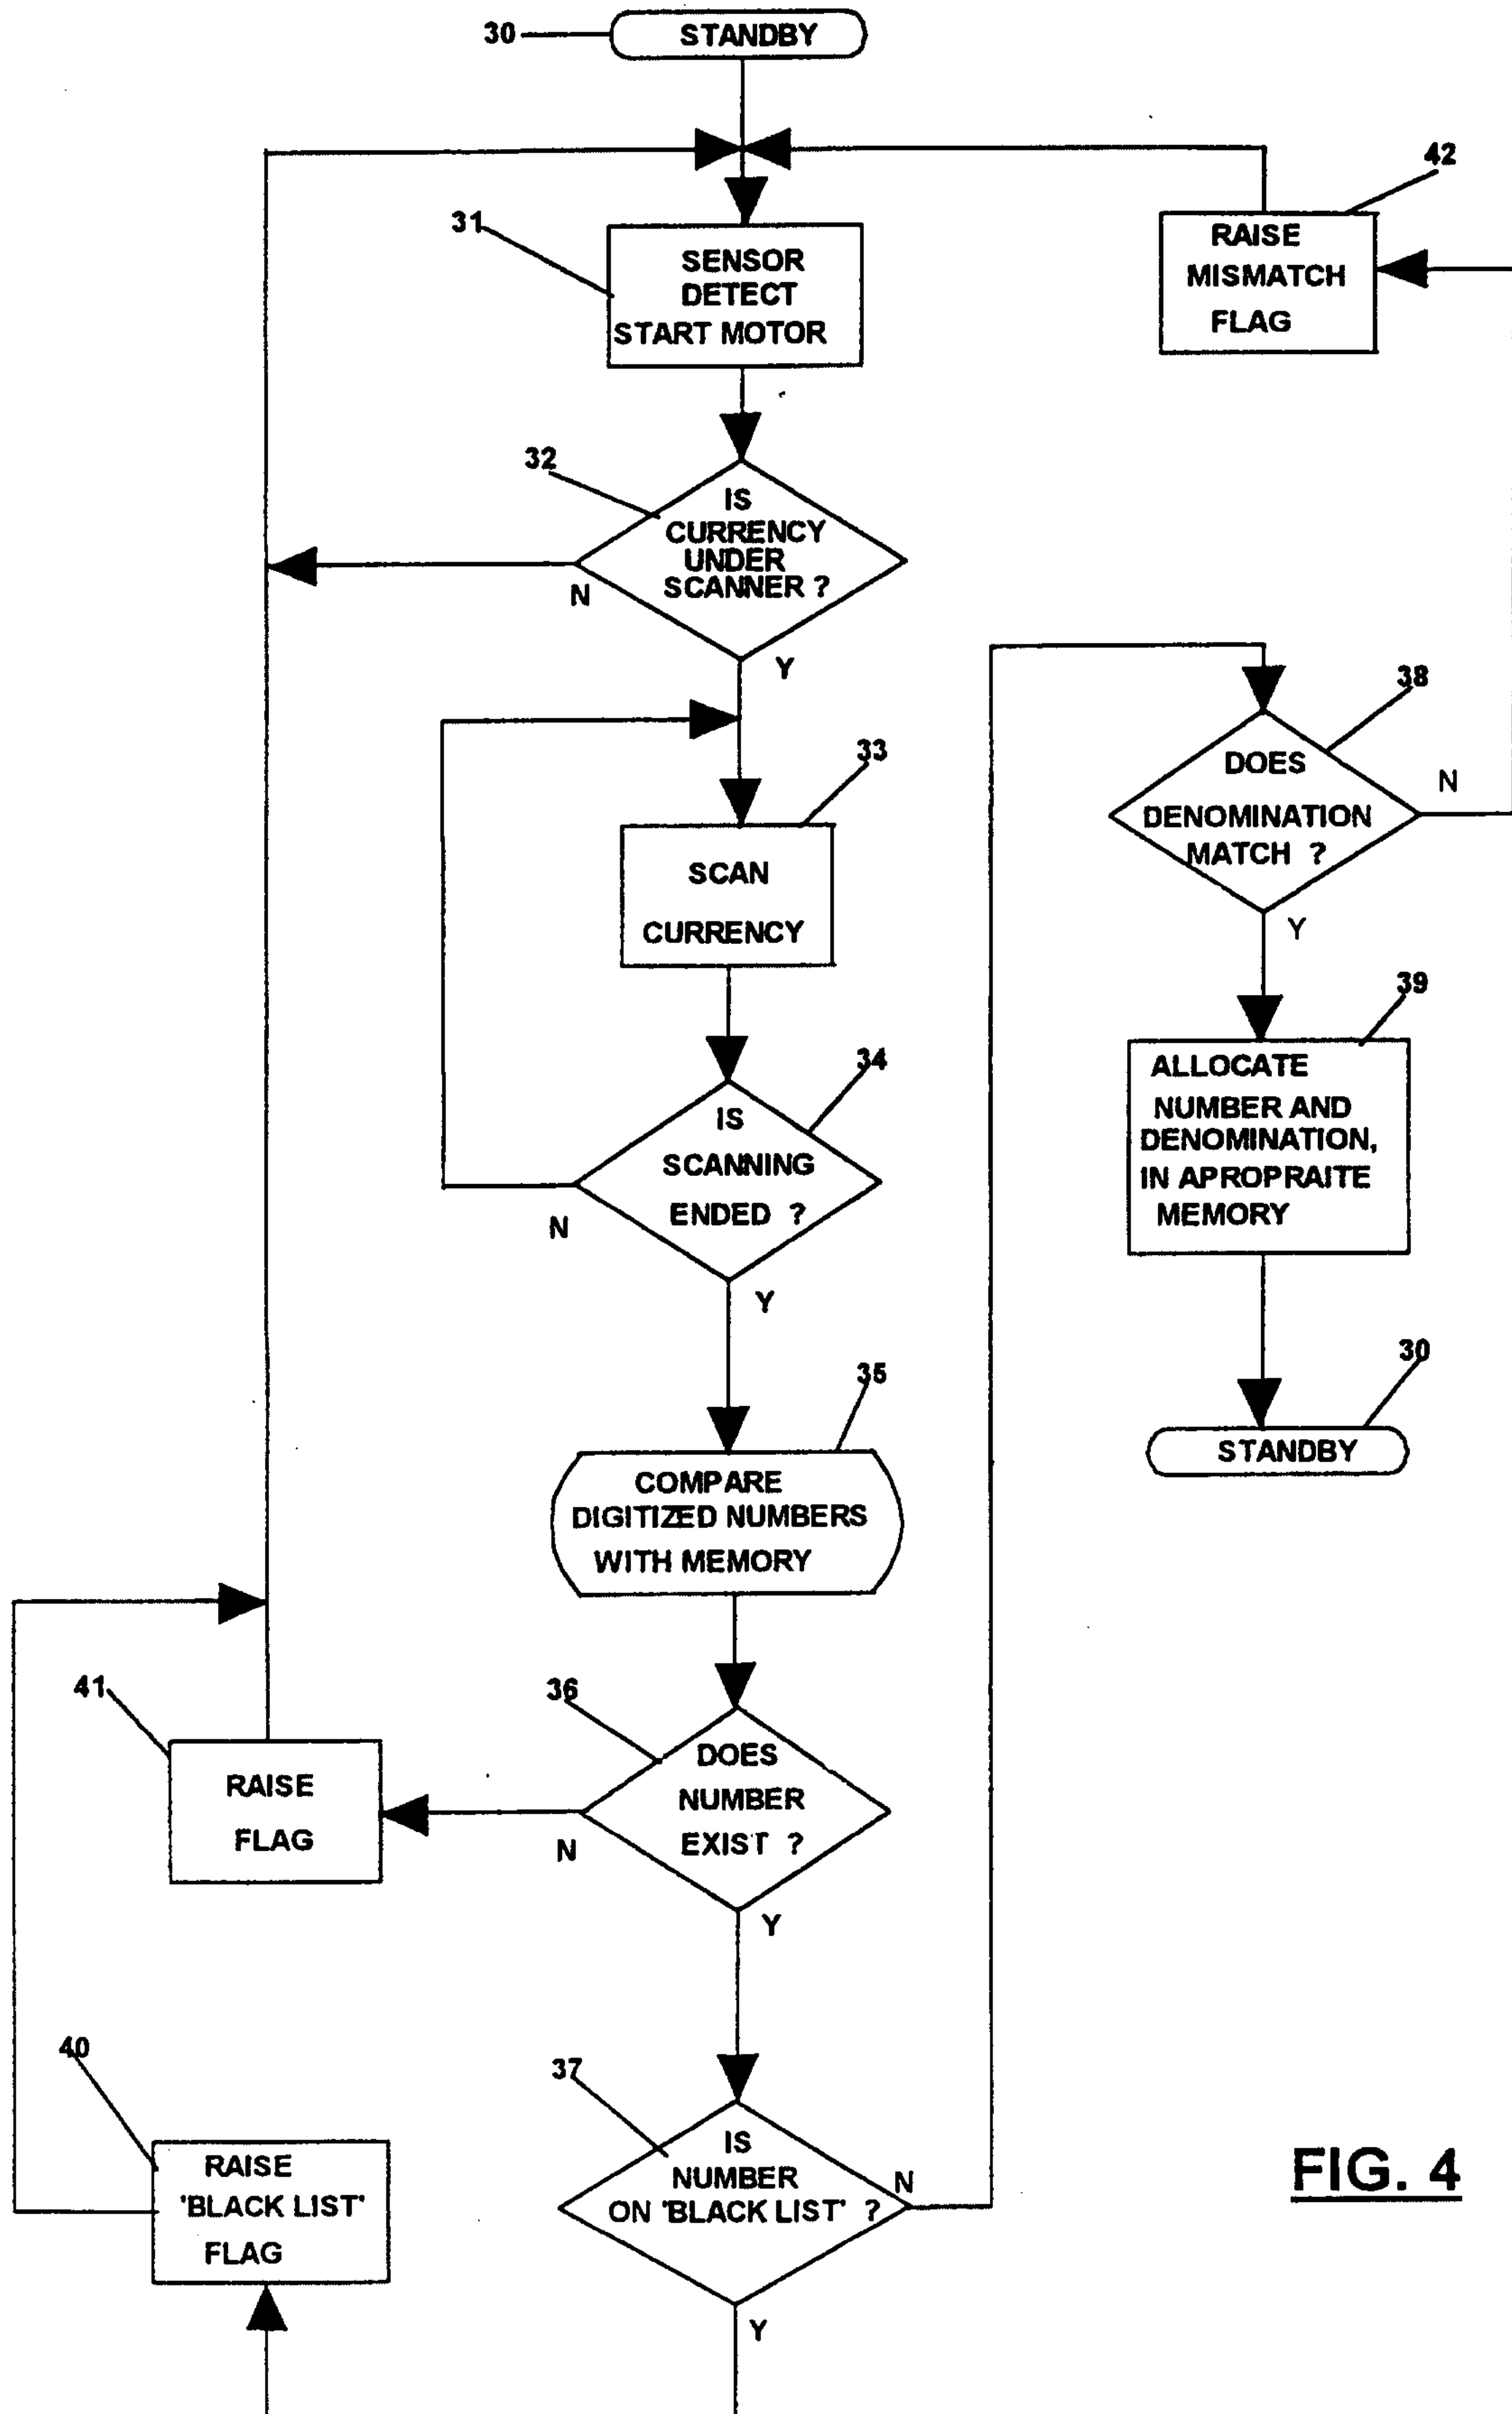 30
STANDBY
42
RAISE
MISMATCH
FLAG
31
SENSOR
DETECT
START MOTOR
32
IS
CURRENCY
UNDER
SCANNER ?
N
Y
33
SCAN
CURRENCY
34
IS
SCANNING
ENDED ?
N
Y
35
COMPARE
DIGITIZED NUMBERS
WITH MEMORY
36
DOES
NUMBER
EXIST ?
N
Y
41
RAISE
FLAG
37
IS
NUMBER
ON 'BLACK LIST' ?
N
Y
40
RAISE
'BLACK LIST'
FLAG
38
DOES
DENOMINATION
MATCH ?
N
Y
39
ALLOCATE
NUMBER AND
DENOMINATION,
IN APROPRAITE
MEMORY
30
STANDBY
FIG. 4